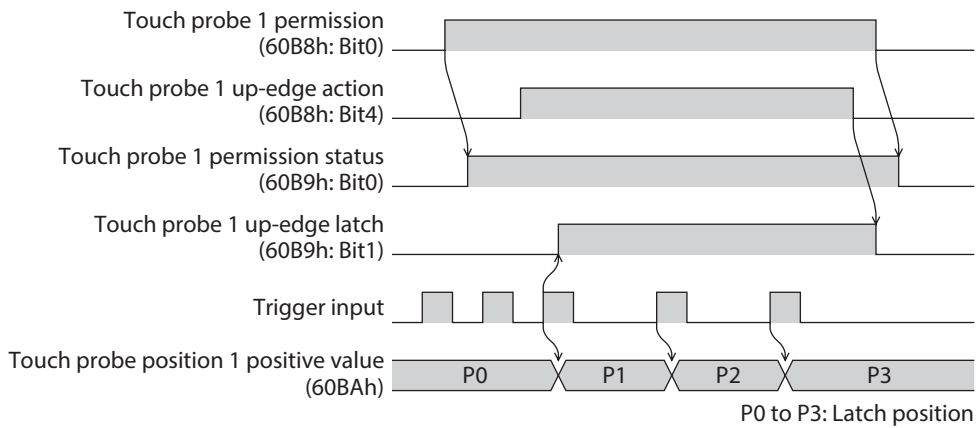 Touch probe 1 permission
(60B8h: Bit0)
Touch probe 1 up-edge action
(60B8h: Bit4)
Touch probe 1 permission status
(60B9h: Bit0)
Touch probe 1 up-edge latch
(60B9h: Bit1)
Trigger input
Touch probe position 1 positive value
(60BAh)
P0 P1 P2 P3
P0 to P3: Latch position